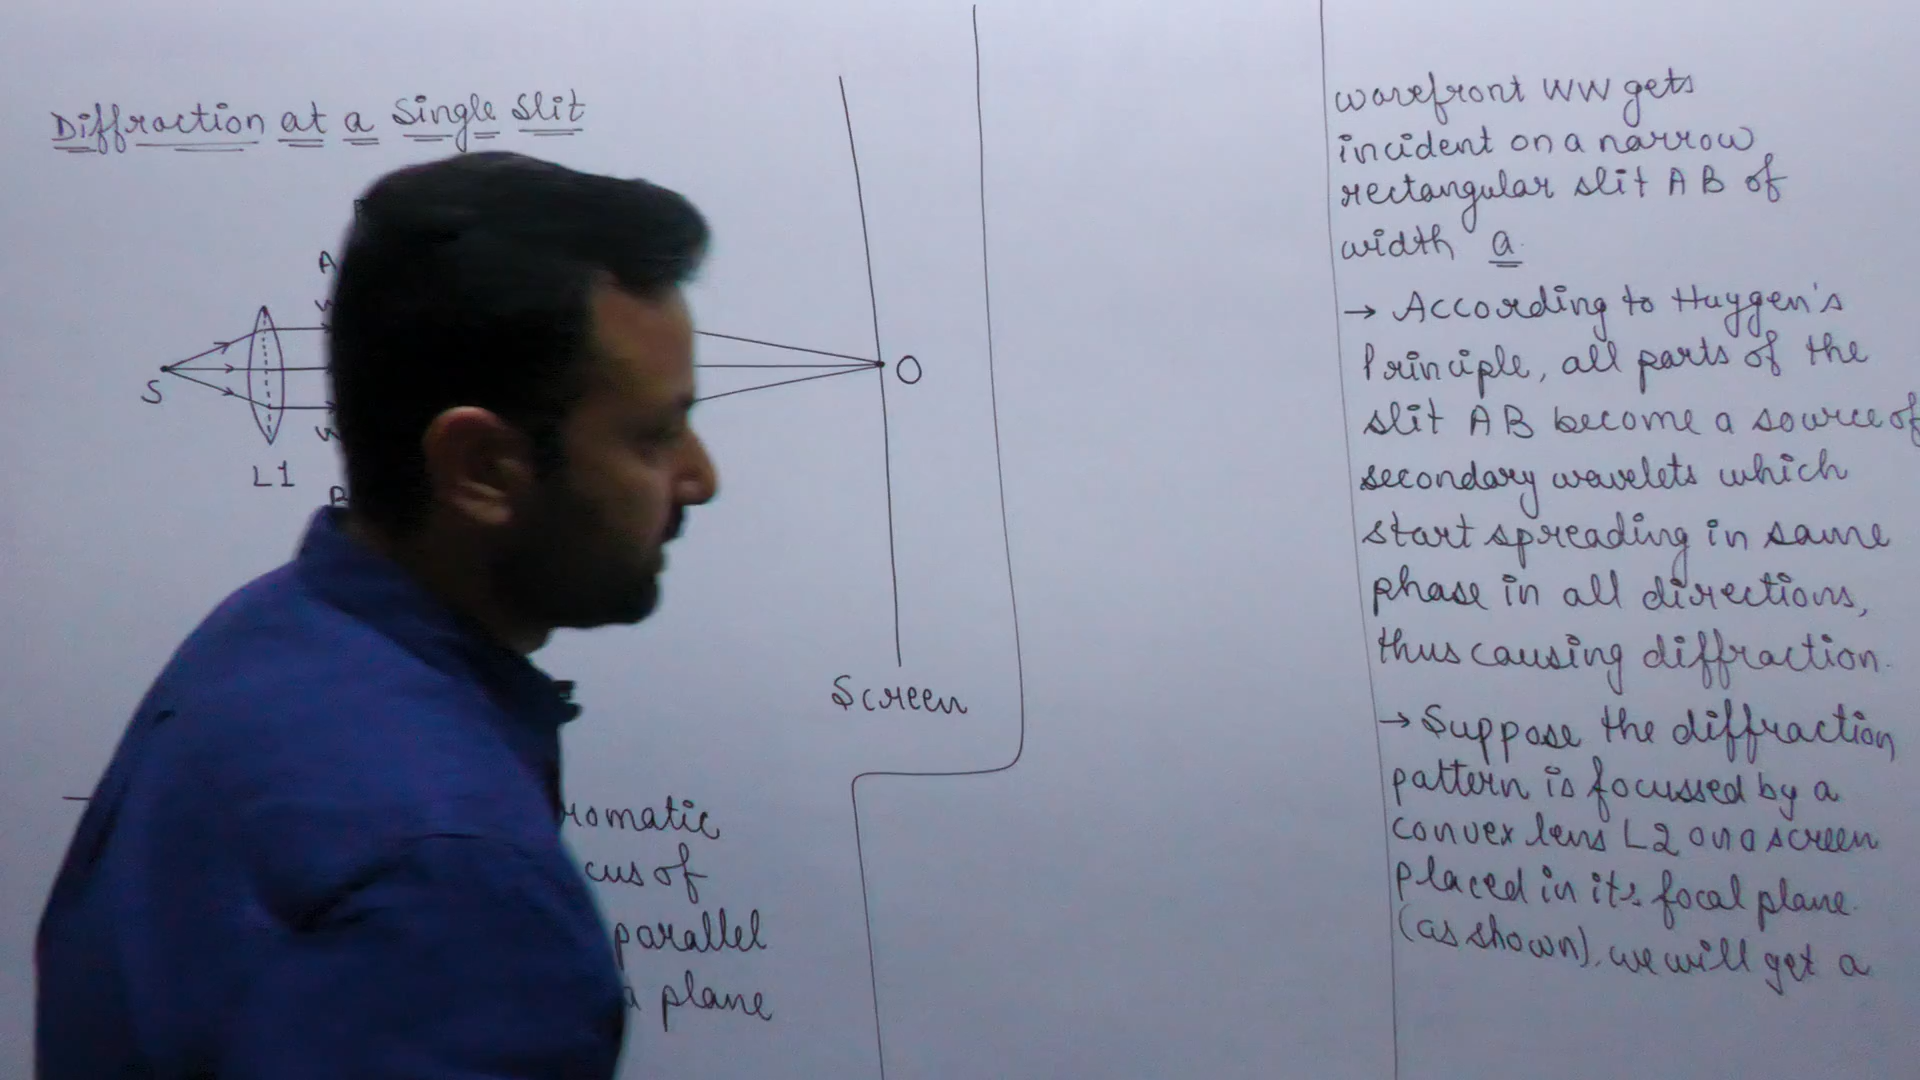 Diffraction at a Single Slit
A
S
L1
O
Screen
romatic
cus of
parallel
a plane
wavefront WW gets
incident on a narrow
rectangular slit AB of
width a.
→ According to Huygen's
Principle, all parts of the
slit AB become a source of
secondary wavelets which
start spreading in same
phase in all directions,
thus causing diffraction.
→ Suppose the diffraction
pattern is focussed by a
convex lens L2 on a screen
placed in its focal plane.
(as shown), we will get a